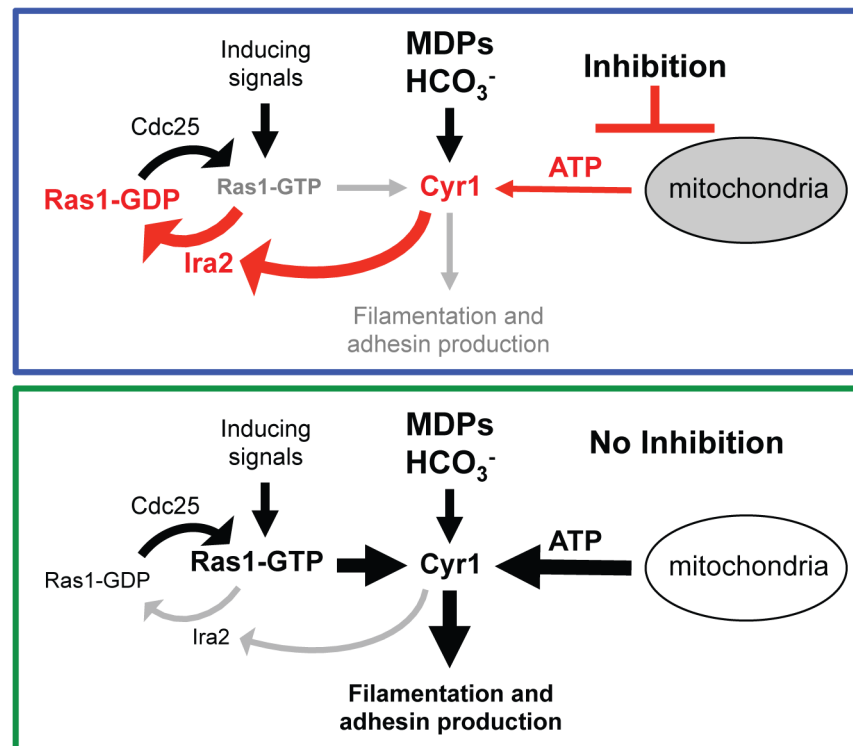 Inducing
signals
MDPs
HCO₃⁻
Inhibition
Cdc25
Ras1-GDP
Ras1-GTP
Cyr1
ATP
mitochondria
Ira2
Filamentation and
adhesin production
Inducing
signals
MDPs
HCO₃⁻
No Inhibition
Cdc25
Ras1-GDP
Ras1-GTP
Cyr1
ATP
mitochondria
Ira2
Filamentation and
adhesin production